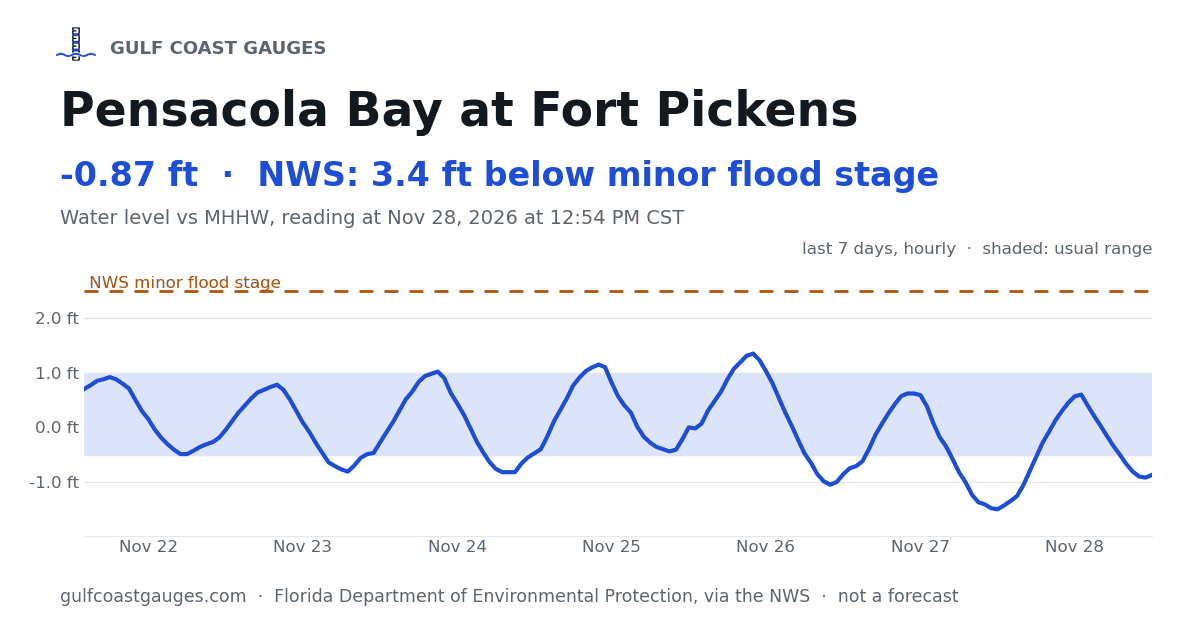 GULF COAST GAUGES
Pensacola Bay at Fort Pickens
-0.87 ft · NWS: 3.4 ft below minor flood stage
Water level vs MHHW, reading at Nov 28, 2026 at 12:54 PM CST
last 7 days, hourly · shaded: usual range
NWS minor flood stage
2.0 ft
1.0 ft
0.0 ft
-1.0 ft
Nov 22 Nov 23 Nov 24 Nov 25 Nov 26 Nov 27 Nov 28
gulfcoastgauges.com · Florida Department of Environmental Protection, via the NWS · not a forecast